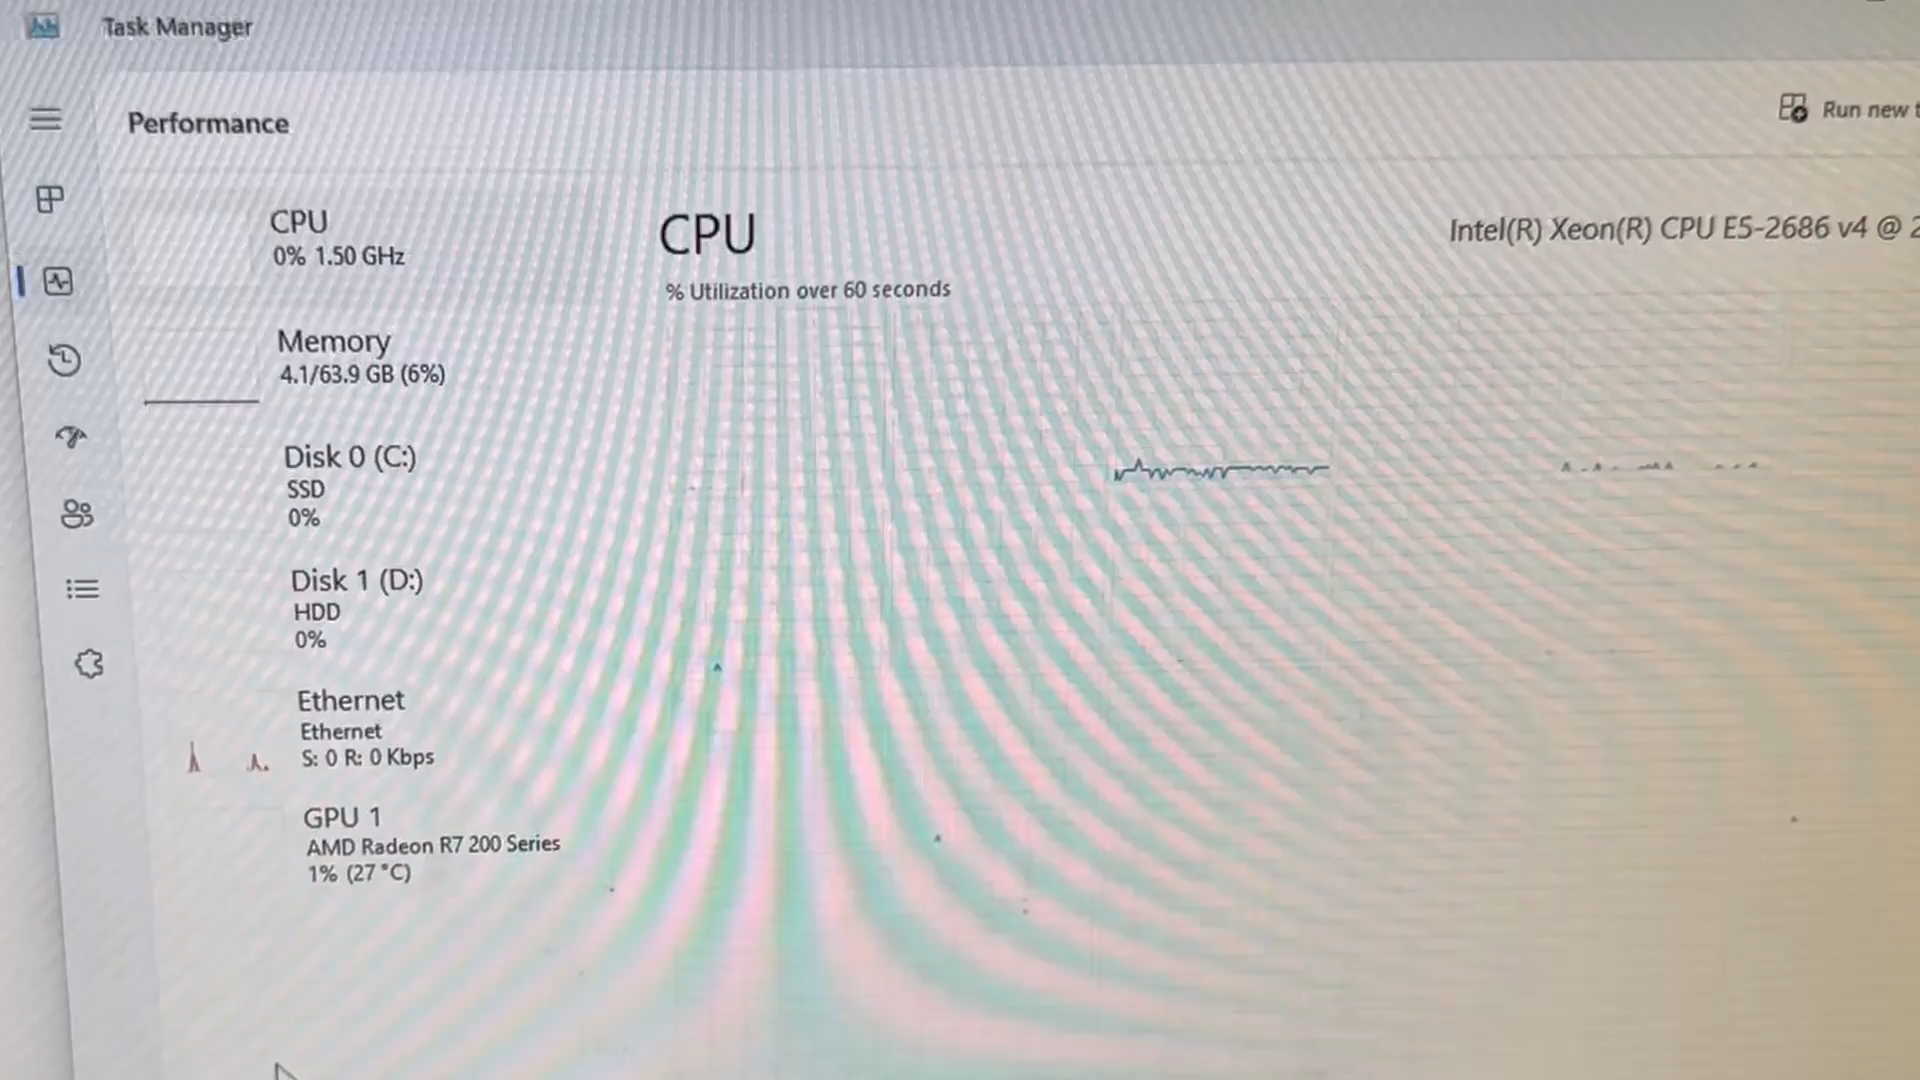 Task Manager
Performance
Run new
CPU
0% 1.50 GHz
Memory
4.1/63.9 GB (6%)
Disk 0 (C:)
SSD
0%
Disk 1 (D:)
HDD
0%
Ethernet
Ethernet
S: 0 R: 0 Kbps
GPU 1
AMD Radeon R7 200 Series
1% (27 °C)
CPU
% Utilization over 60 seconds
Intel(R) Xeon(R) CPU E5-2686 v4 @ 2